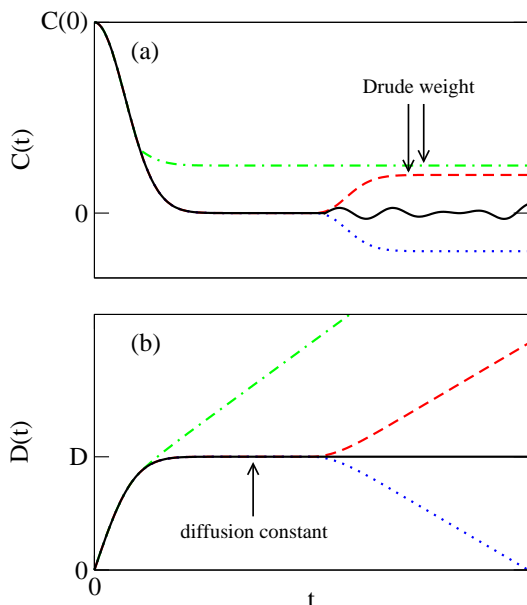 C(0)
(a)
Drude weight
C(t)
0
(b)
D(t)
D
diffusion constant
0
0
t